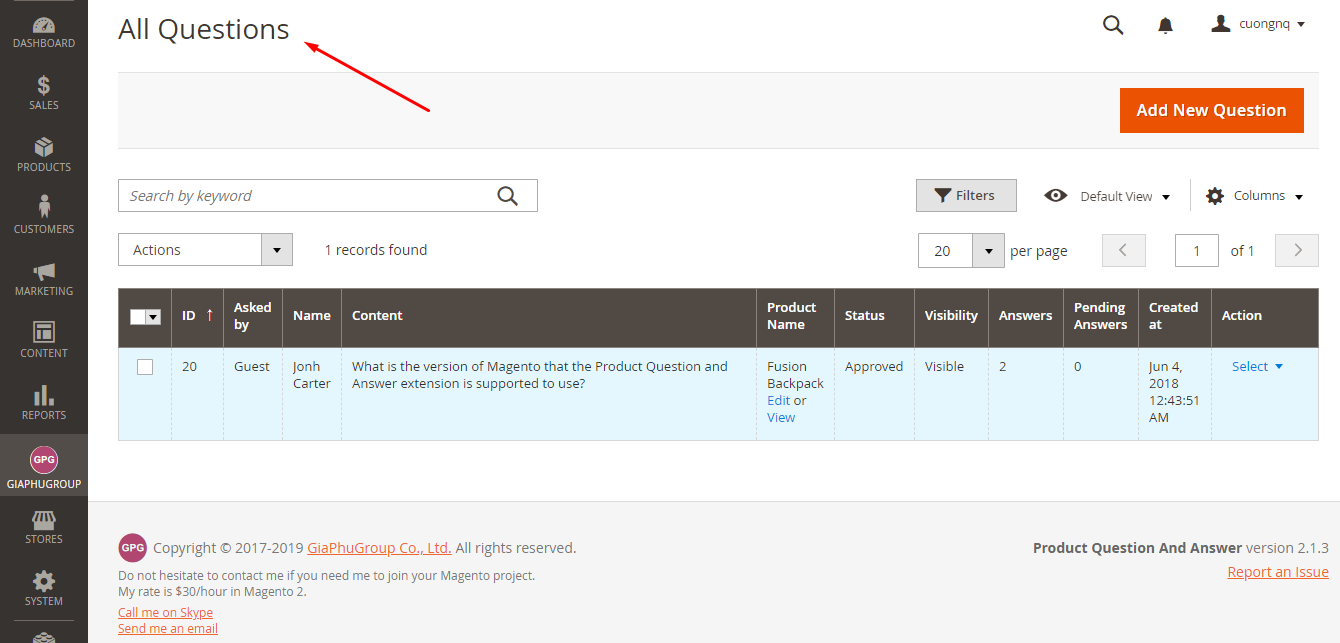 All Questions
cuongnq
DASHBOARD
SALES
PRODUCTS
CUSTOMERS
MARKETING
CONTENT
REPORTS
GPG
GIAPHUGROUP
STORES
SYSTEM
Add New Question
Search by keyword
Filters
Default View
Columns
Actions
1 records found
20
per page
1
of 1
ID ↑
Asked
by
Name
Content
Product
Name
Status
Visibility
Answers
Pending
Answers
Created
at
Action
20
Guest
Jonh
Carter
What is the version of Magento that the Product Question and
Answer extension is supported to use?
Fusion
Backpack
Edit or
View
Approved
Visible
2
0
Jun 4,
2018
12:43:51
AM
Select
GPG Copyright © 2017-2019 GiaPhuGroup Co., Ltd. All rights reserved.
Do not hesitate to contact me if you need me to join your Magento project.
My rate is $30/hour in Magento 2.
Call me on Skype
Send me an email
Product Question And Answer version 2.1.3
Report an Issue